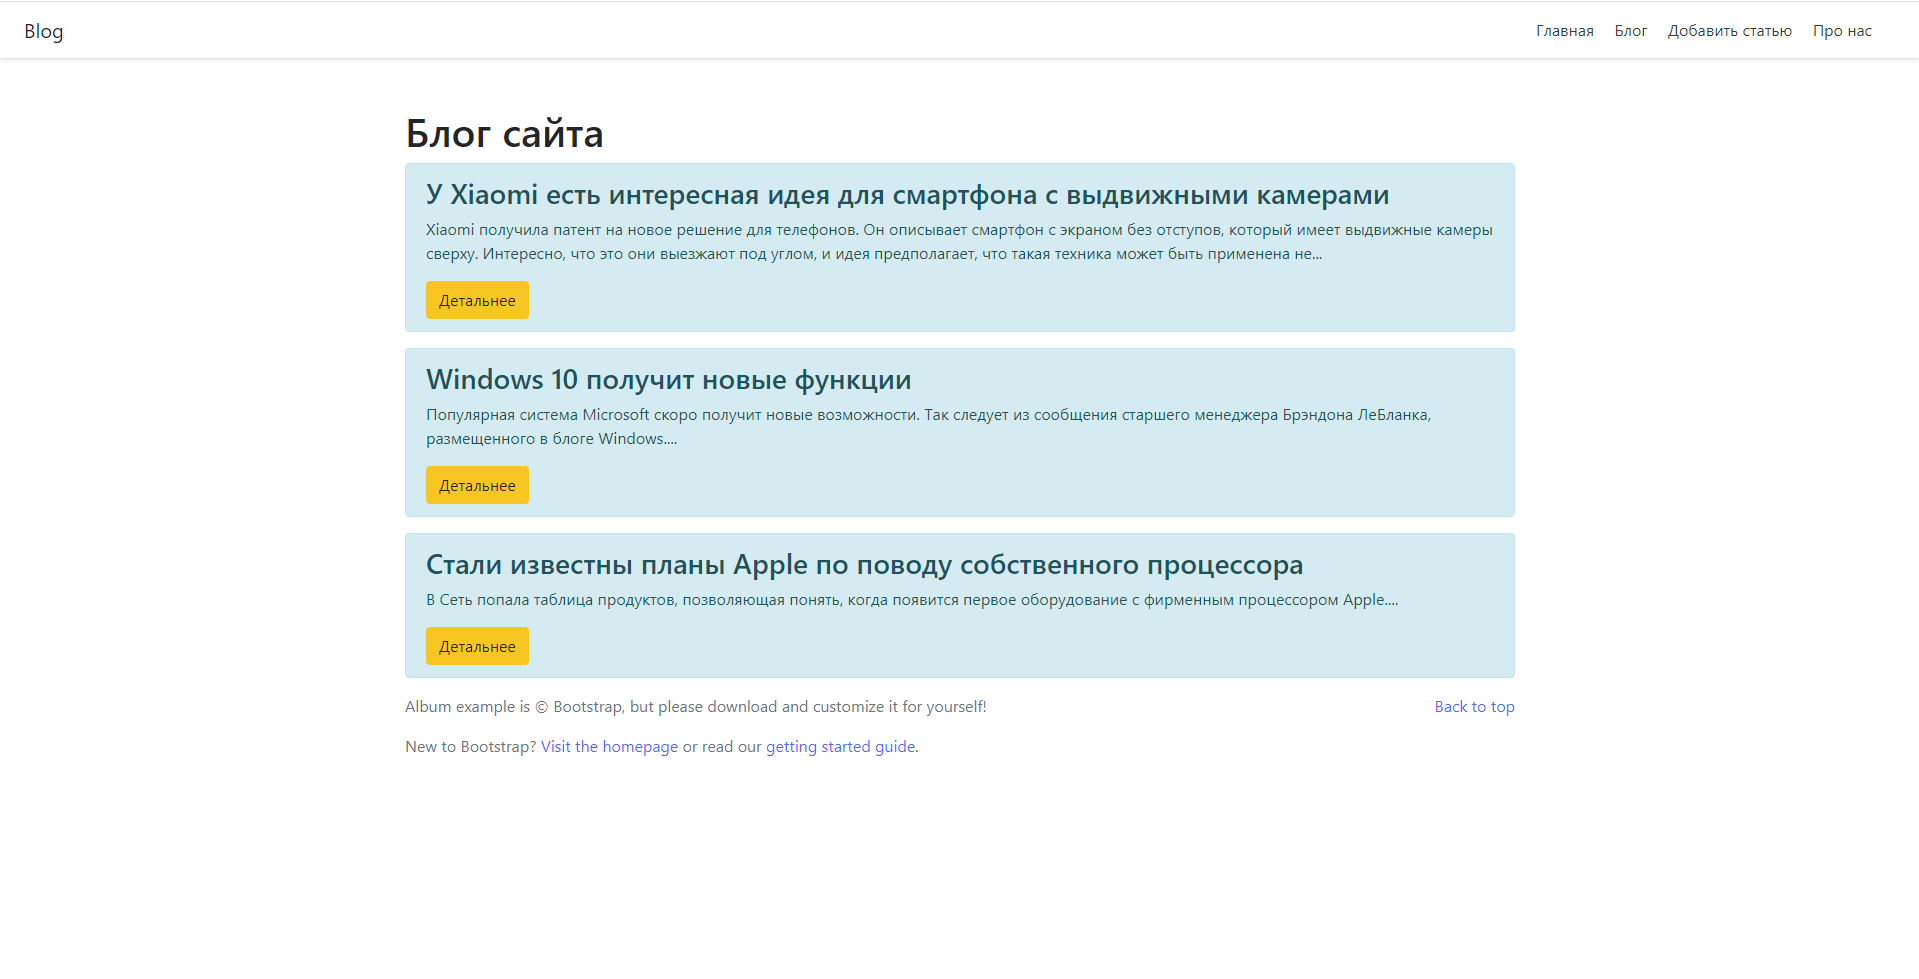 Blog
Главная Блог Добавить статью Про нас
Блог сайта
У Xiaomi есть интересная идея для смартфона с выдвижными камерами
Xiaomi получила патент на новое решение для телефонов. Он описывает смартфон с экраном без отступов, который имеет выдвижные камеры
сверху. Интересно, что это они выезжают под углом, и идея предполагает, что такая техника может быть применена не...
Детальнее
Windows 10 получит новые функции
Популярная система Microsoft скоро получит новые возможности. Так следует из сообщения старшего менеджера Брэндона ЛеБланка,
размещенного в блоге Windows....
Детальнее
Стали известны планы Apple по поводу собственного процессора
В Сеть попала таблица продуктов, позволяющая понять, когда появится первое оборудование с фирменным процессором Apple....
Детальнее
Album example is © Bootstrap, but please download and customize it for yourself!
Back to top
New to Bootstrap? Visit the homepage or read our getting started guide.